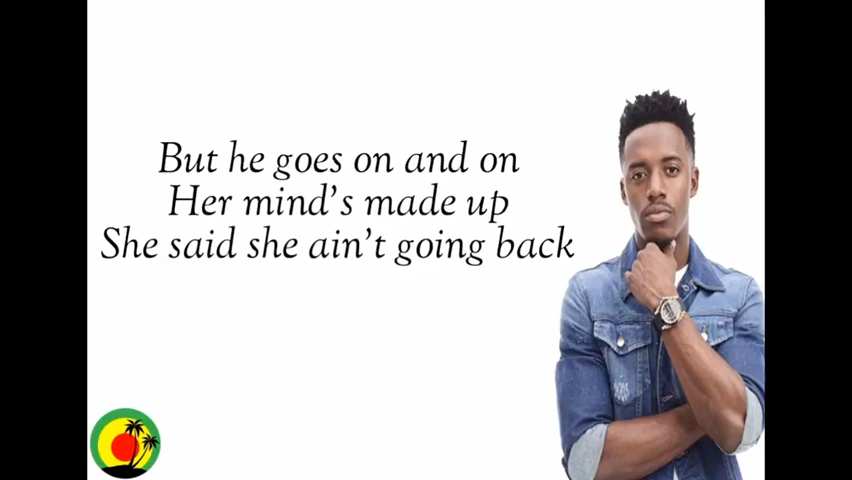 But he goes on and on
Her mind's made up
She said she ain't going back